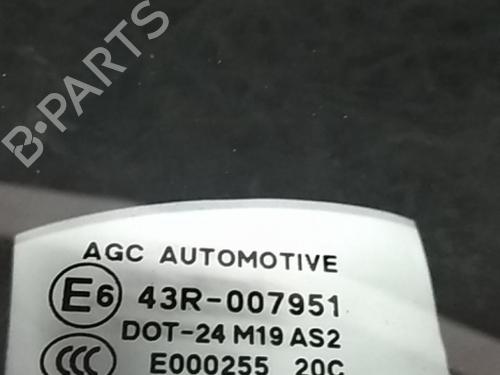 B-PARTS
AGC AUTOMOTIVE
E6 43R-007951
DOT-24 M19 AS2
CCC E000255 20C